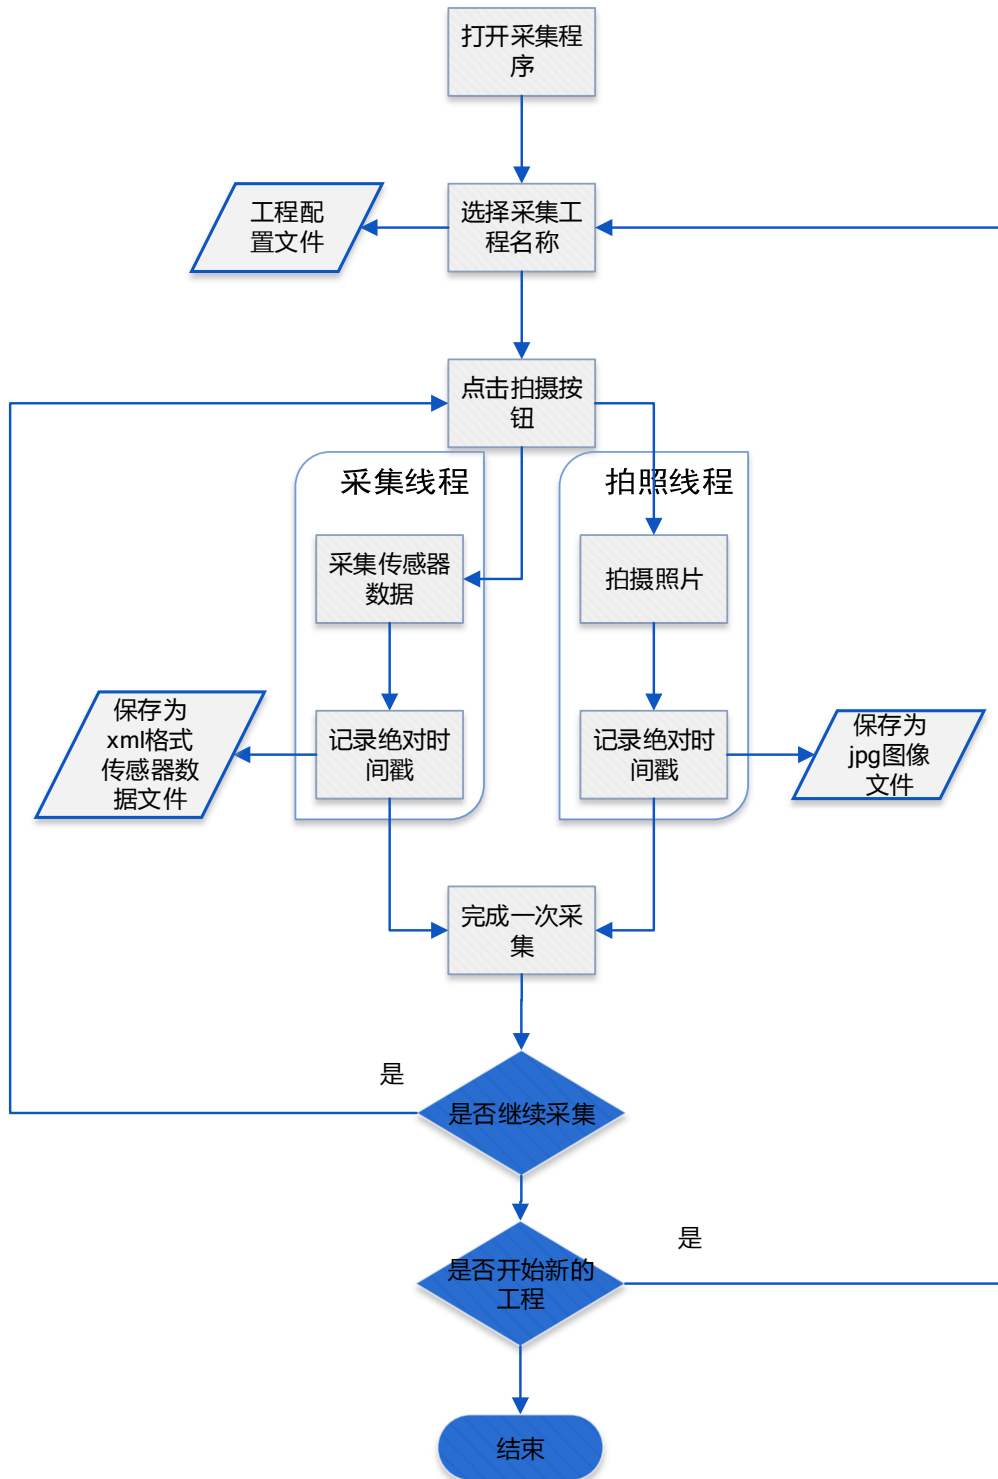 打开采集程
序
工程配
置文件
选择采集工
程名称
点击拍摄按
钮
采集线程
拍照线程
采集传感器
数据
拍摄照片
保存为
xml格式
传感器数
据文件
记录绝对时
间戳
记录绝对时
间戳
保存为
jpg图像
文件
完成一次采
集
是
是否继续采集
是
是否开始新的
工程
结束